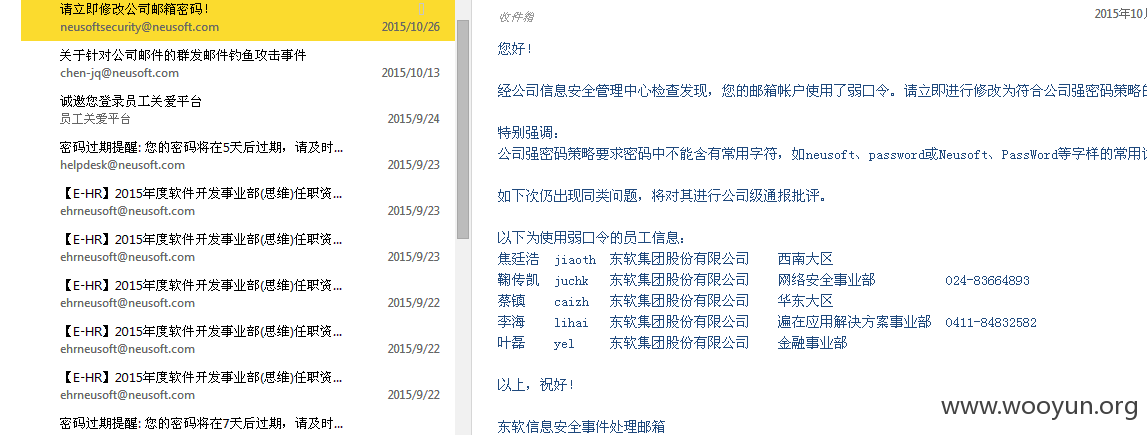 请立即修改公司邮箱密码！
neusoftsecurity@neusoft.com 2015/10/26
关于针对公司邮件的群发邮件钓鱼攻击事件
chen-jq@neusoft.com 2015/10/13
诚邀您登录员工关爱平台
员工关爱平台 2015/9/24
密码过期提醒: 您的密码将在5天后过期，请及时...
helpdesk@neusoft.com 2015/9/23
【E-HR】2015年度软件开发事业部(思维)任职资...
ehrneusoft@neusoft.com 2015/9/23
【E-HR】2015年度软件开发事业部(思维)任职资...
ehrneusoft@neusoft.com 2015/9/23
【E-HR】2015年度软件开发事业部(思维)任职资...
ehrneusoft@neusoft.com 2015/9/22
【E-HR】2015年度软件开发事业部(思维)任职资...
ehrneusoft@neusoft.com 2015/9/22
【E-HR】2015年度软件开发事业部(思维)任职资...
ehrneusoft@neusoft.com 2015/9/22
密码过期提醒: 您的密码将在7天后过期，请及时...
收件箱 2015年10月
您好！
经公司信息安全管理中心检查发现，您的邮箱帐户使用了弱口令。请立即进行修改为符合公司强密码策略的
特别强调：
公司强密码策略要求密码中不能含有常用字符，如neusoft、password或Neusoft、PassWord等字样的常用
如下次仍出现同类问题，将对其进行公司级通报批评。
以下为使用弱口令的员工信息：
焦廷浩 jiaoth 东软集团股份有限公司 西南大区
鞠传凯 juchk 东软集团股份有限公司 网络安全事业部 024-83664893
蔡镇 caizh 东软集团股份有限公司 华东大区
李海 lihai 东软集团股份有限公司 遍在应用解决方案事业部 0411-84832582
叶磊 yel 东软集团股份有限公司 金融事业部
以上，祝好！
东软信息安全事件处理邮箱
www.wooyun.org